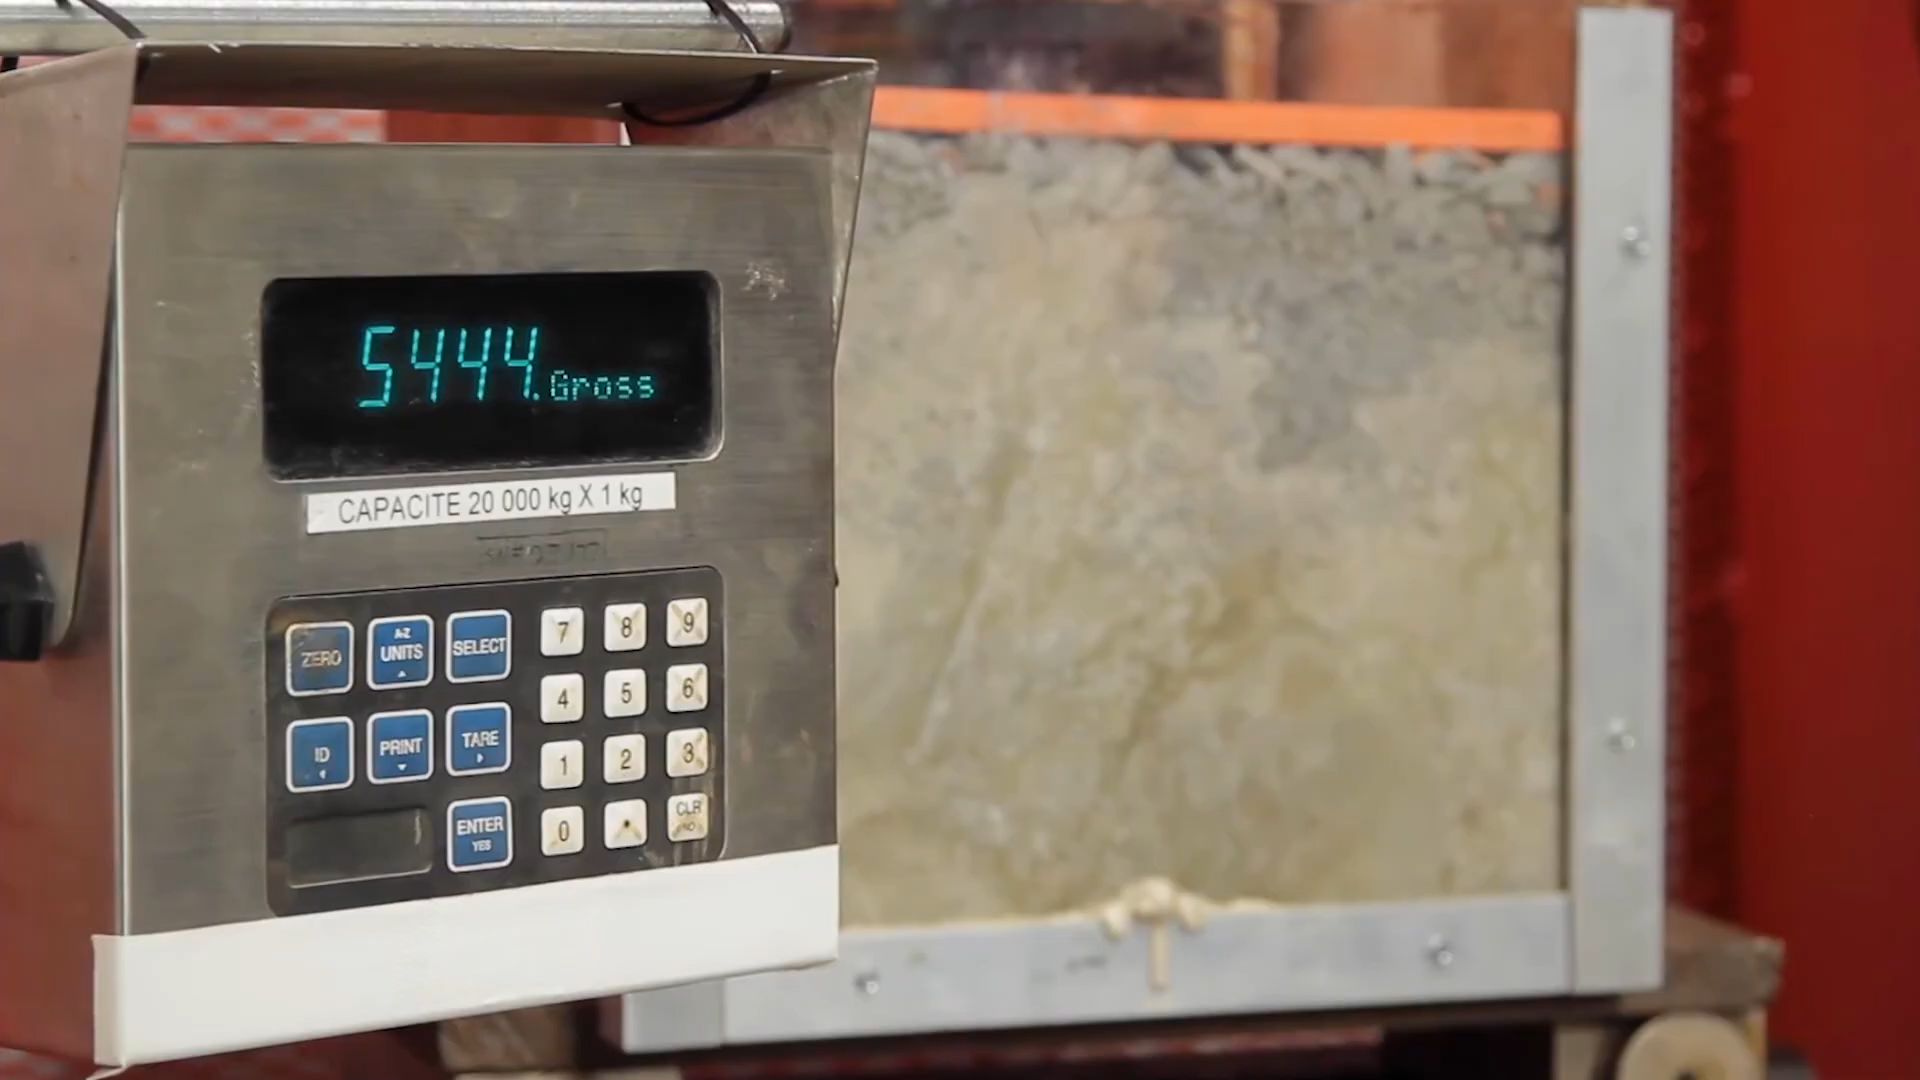 5444. Gross
CAPACITE 20 000 kg X 1 kg
ZERO
A-Z
UNITS
SELECT
7
8
9
4
5
6
ID
PRINT
TARE
1
2
3
ENTER
YES
0
.
CLR
NO